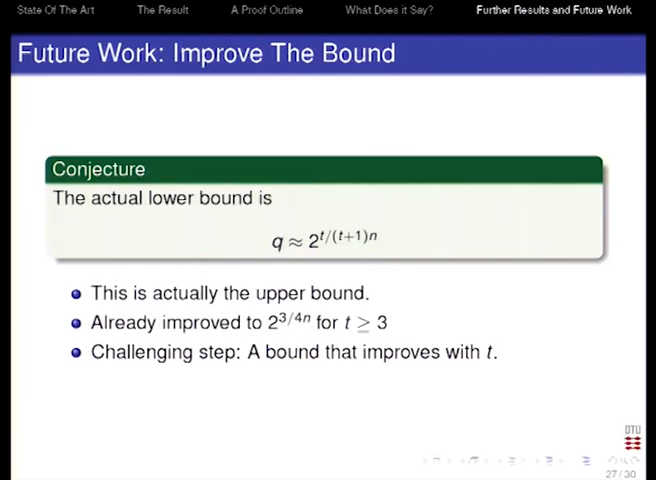 State Of The Art The Result A Proof Outline What Does it Say? Further Results and Future Work
Future Work: Improve The Bound
Conjecture
The actual lower bound is
q ≈ 2^{t/(t+1)n}
This is actually the upper bound.
Already improved to 2^{3/4n} for t ≥ 3
Challenging step: A bound that improves with t.
DTU
27 / 30